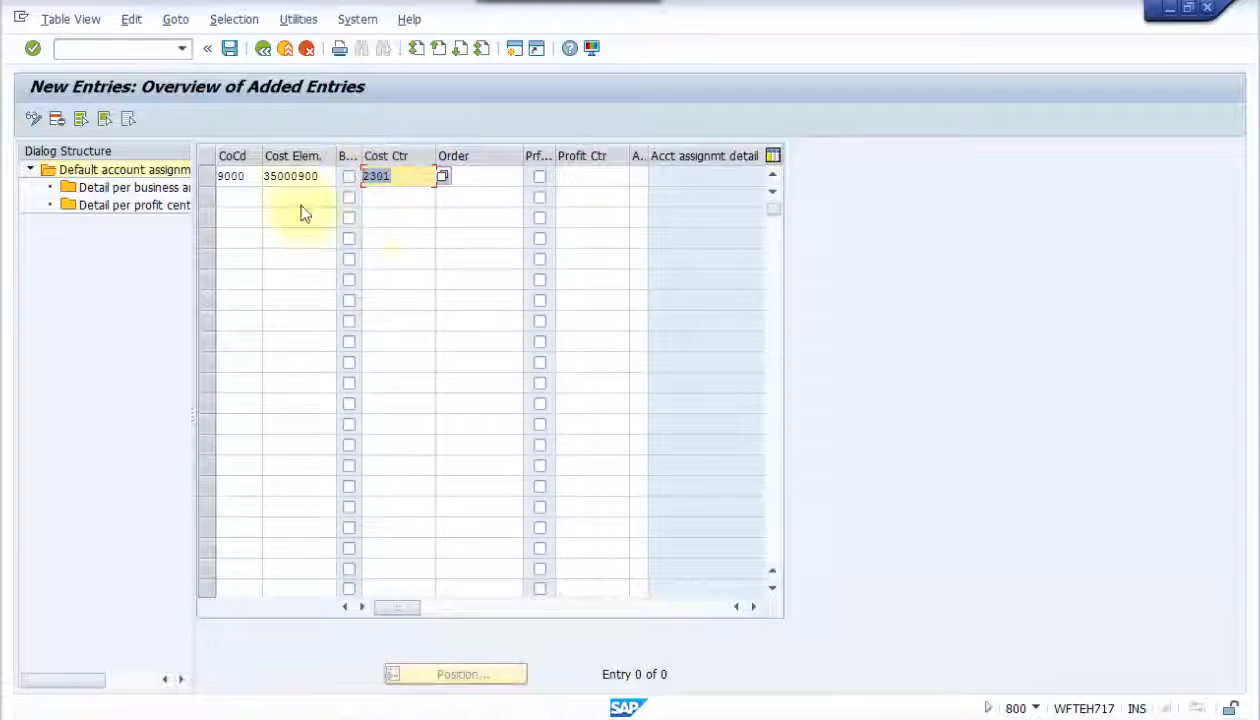 Table View Edit Goto Selection Utilities System Help
New Entries: Overview of Added Entries
Dialog Structure
Default account assignm
Detail per business ar
Detail per profit cent
CoCd Cost Elem. B... Cost Ctr Order Prf... Profit Ctr A.. Acct assignmt detail
9000 35000900 2301
Position... Entry 0 of 0
SAP 800 WFTEH717 INS